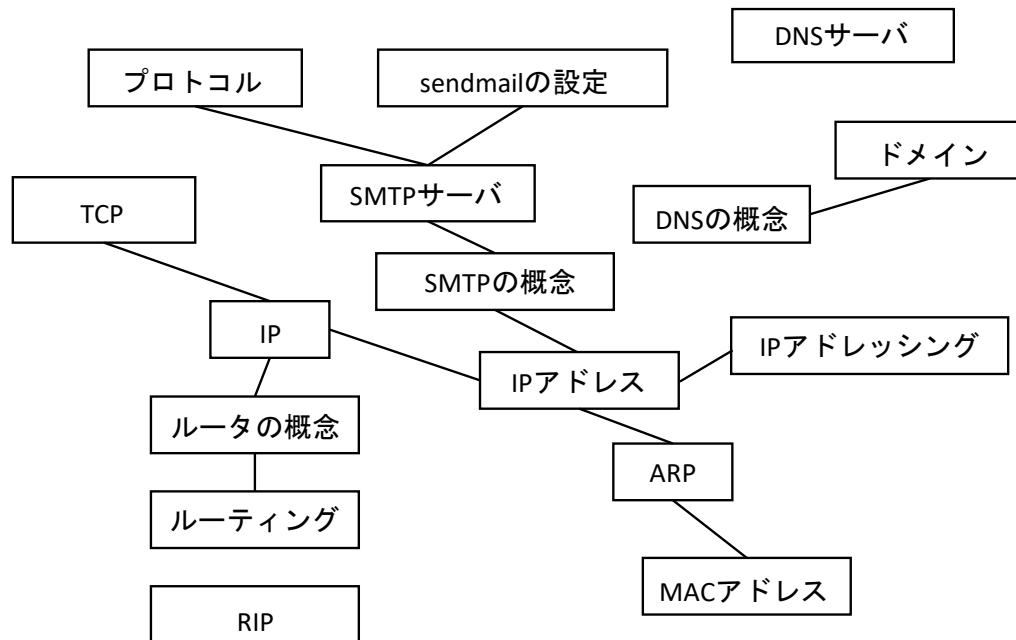 DNSサーバ
プロトコル
sendmailの設定
ドメイン
SMTPサーバ
TCP
DNSの概念
SMTPの概念
IP
IPアドレッシング
IPアドレス
ルータの概念
ARP
ルーティング
MACアドレス
RIP